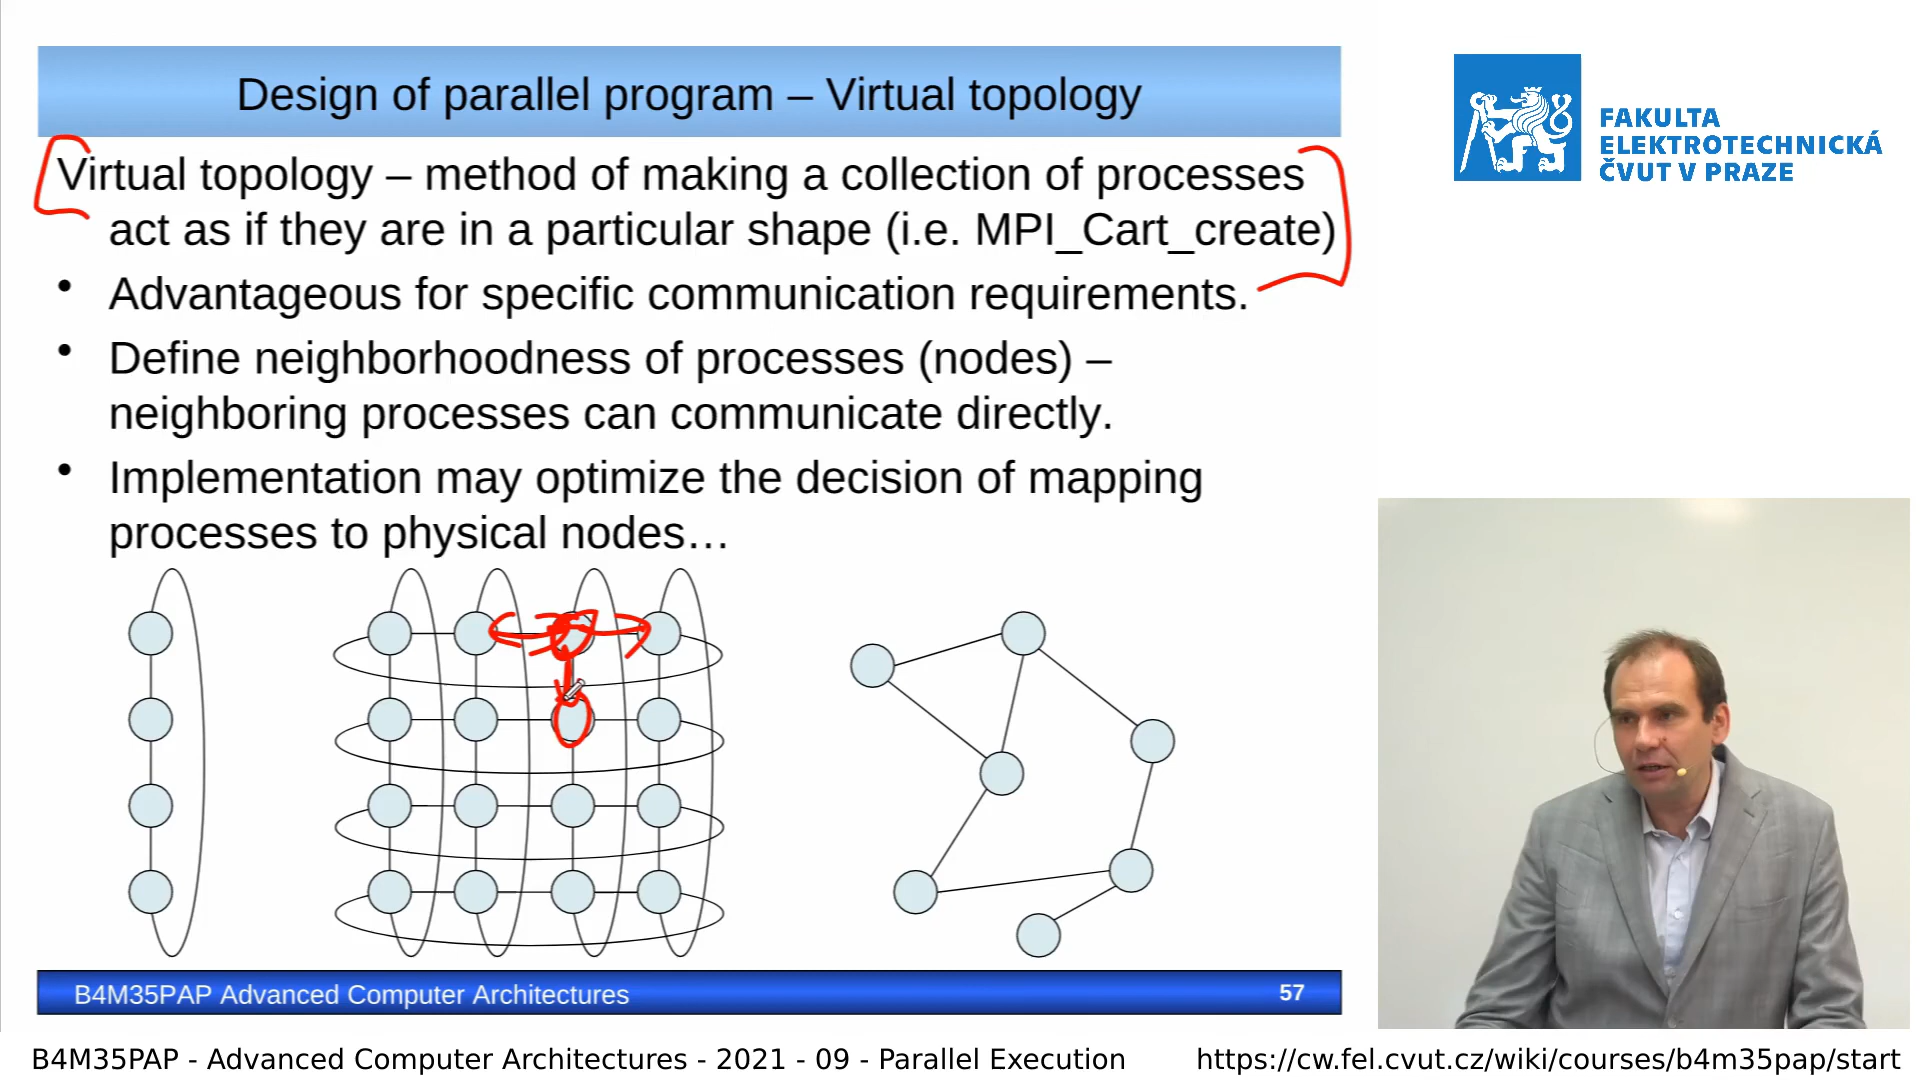 Design of parallel program – Virtual topology
Virtual topology – method of making a collection of processes
act as if they are in a particular shape (i.e. MPI_Cart_create)
• Advantageous for specific communication requirements.
• Define neighborhoodness of processes (nodes) –
neighboring processes can communicate directly.
• Implementation may optimize the decision of mapping
processes to physical nodes…
B4M35PAP Advanced Computer Architectures
57
FAKULTA
ELEKTROTECHNICKÁ
ČVUT V PRAZE
B4M35PAP - Advanced Computer Architectures - 2021 - 09 - Parallel Execution
https://cw.fel.cvut.cz/wiki/courses/b4m35pap/start